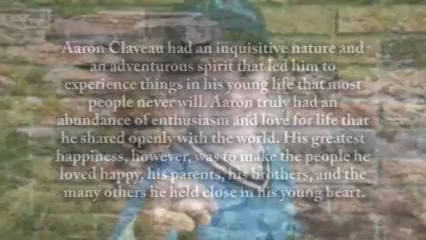 Aaron Claveau had an inquisitive nature and
an adventurous spirit that led him to
experience things in his young life that most
people never will. Aaron truly had an
abundance of enthusiasm and love for life that
he shared openly with the world. His greatest
happiness, however, was to make the people he
loved happy, his parents, his brothers, and the
many others he held close in his young heart.